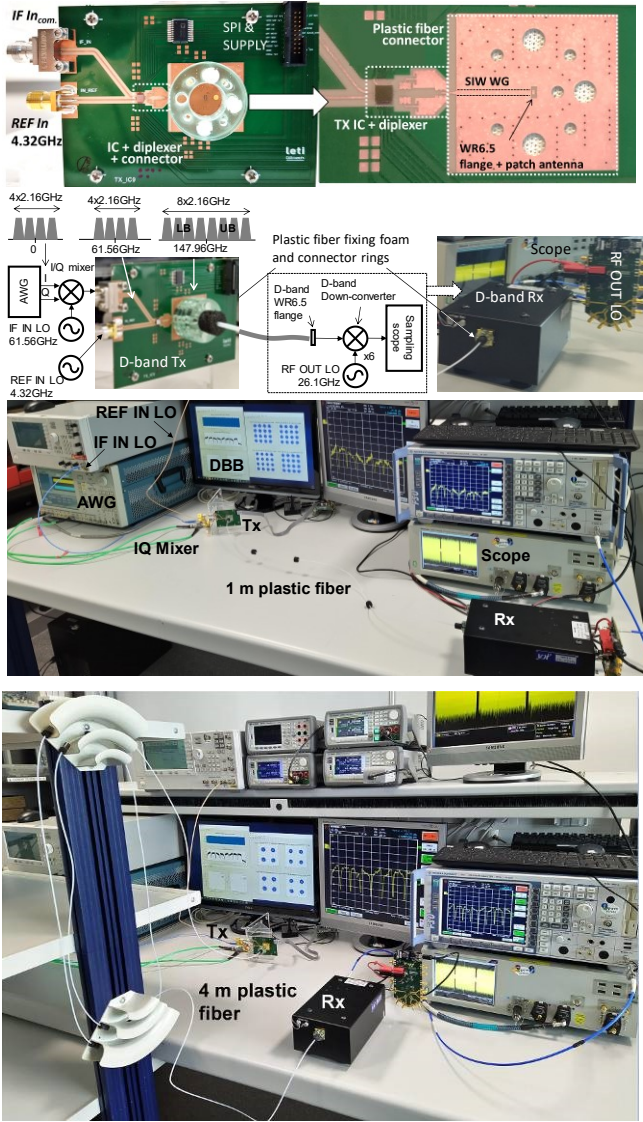 IF In com.
SPI &
SUPPLY
IF_IN
IN_REF
REF In
4.32GHz
IC + diplexer
+ connector
leti
TX_IC9
Plastic fiber
connector
SIW WG
TX IC + diplexer
WR6.5
flange + patch antenna
4x2.16GHz
4x2.16GHz
8x2.16GHz
LB
UB
0
61.56GHz
147.96GHz
I
Q
I/Q mixer
AWG
IF IN LO
61.56GHz
REF IN LO
4.32GHz
D-band Tx
Plastic fiber fixing foam
and connector rings
D-band
WR6.5
flange
D-band
Down-converter
x6
RF OUT LO
26.1GHz
Sampling
scope
Scope
RF OUT LO
D-band Rx
REF IN LO
IF IN LO
AWG
DBB
Tx
IQ Mixer
Scope
1 m plastic fiber
Rx
Tx
4 m plastic
fiber
Rx
SAMSUNG